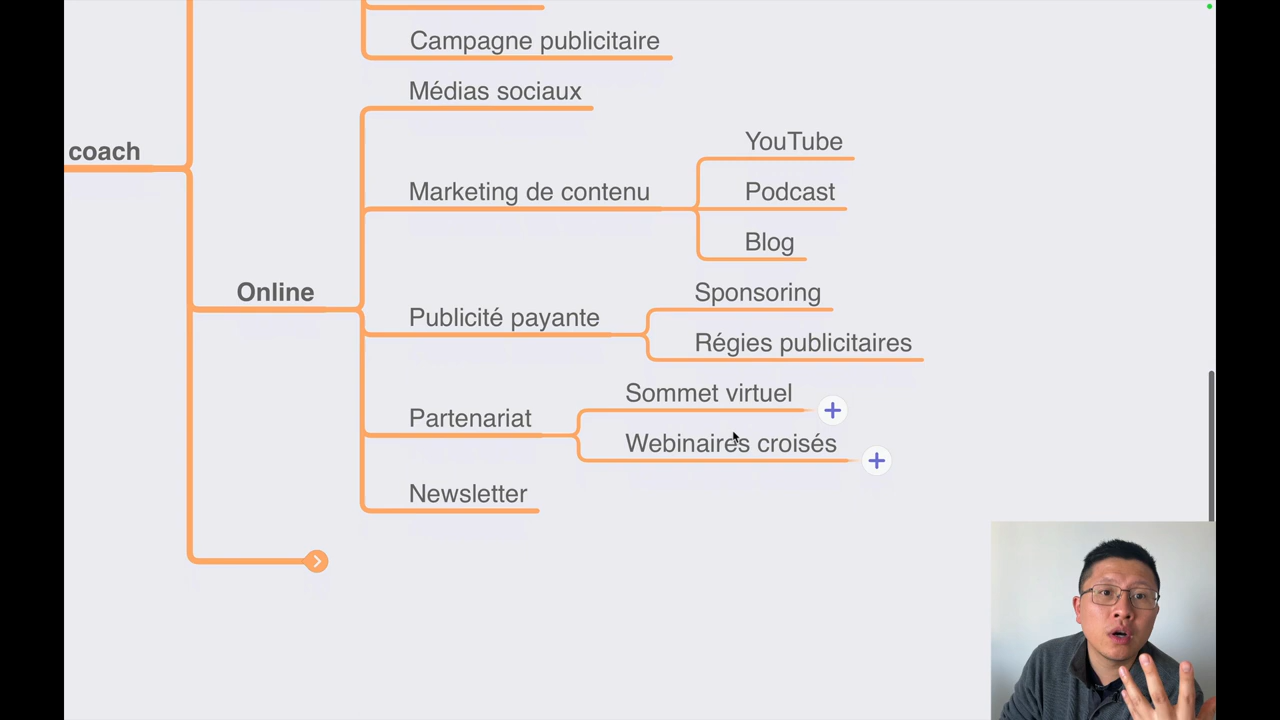 Campagne publicitaire
Médias sociaux
coach
YouTube
Marketing de contenu
Podcast
Blog
Online
Sponsoring
Publicité payante
Régies publicitaires
Sommet virtuel
Partenariat
Webinaires croisés
Newsletter